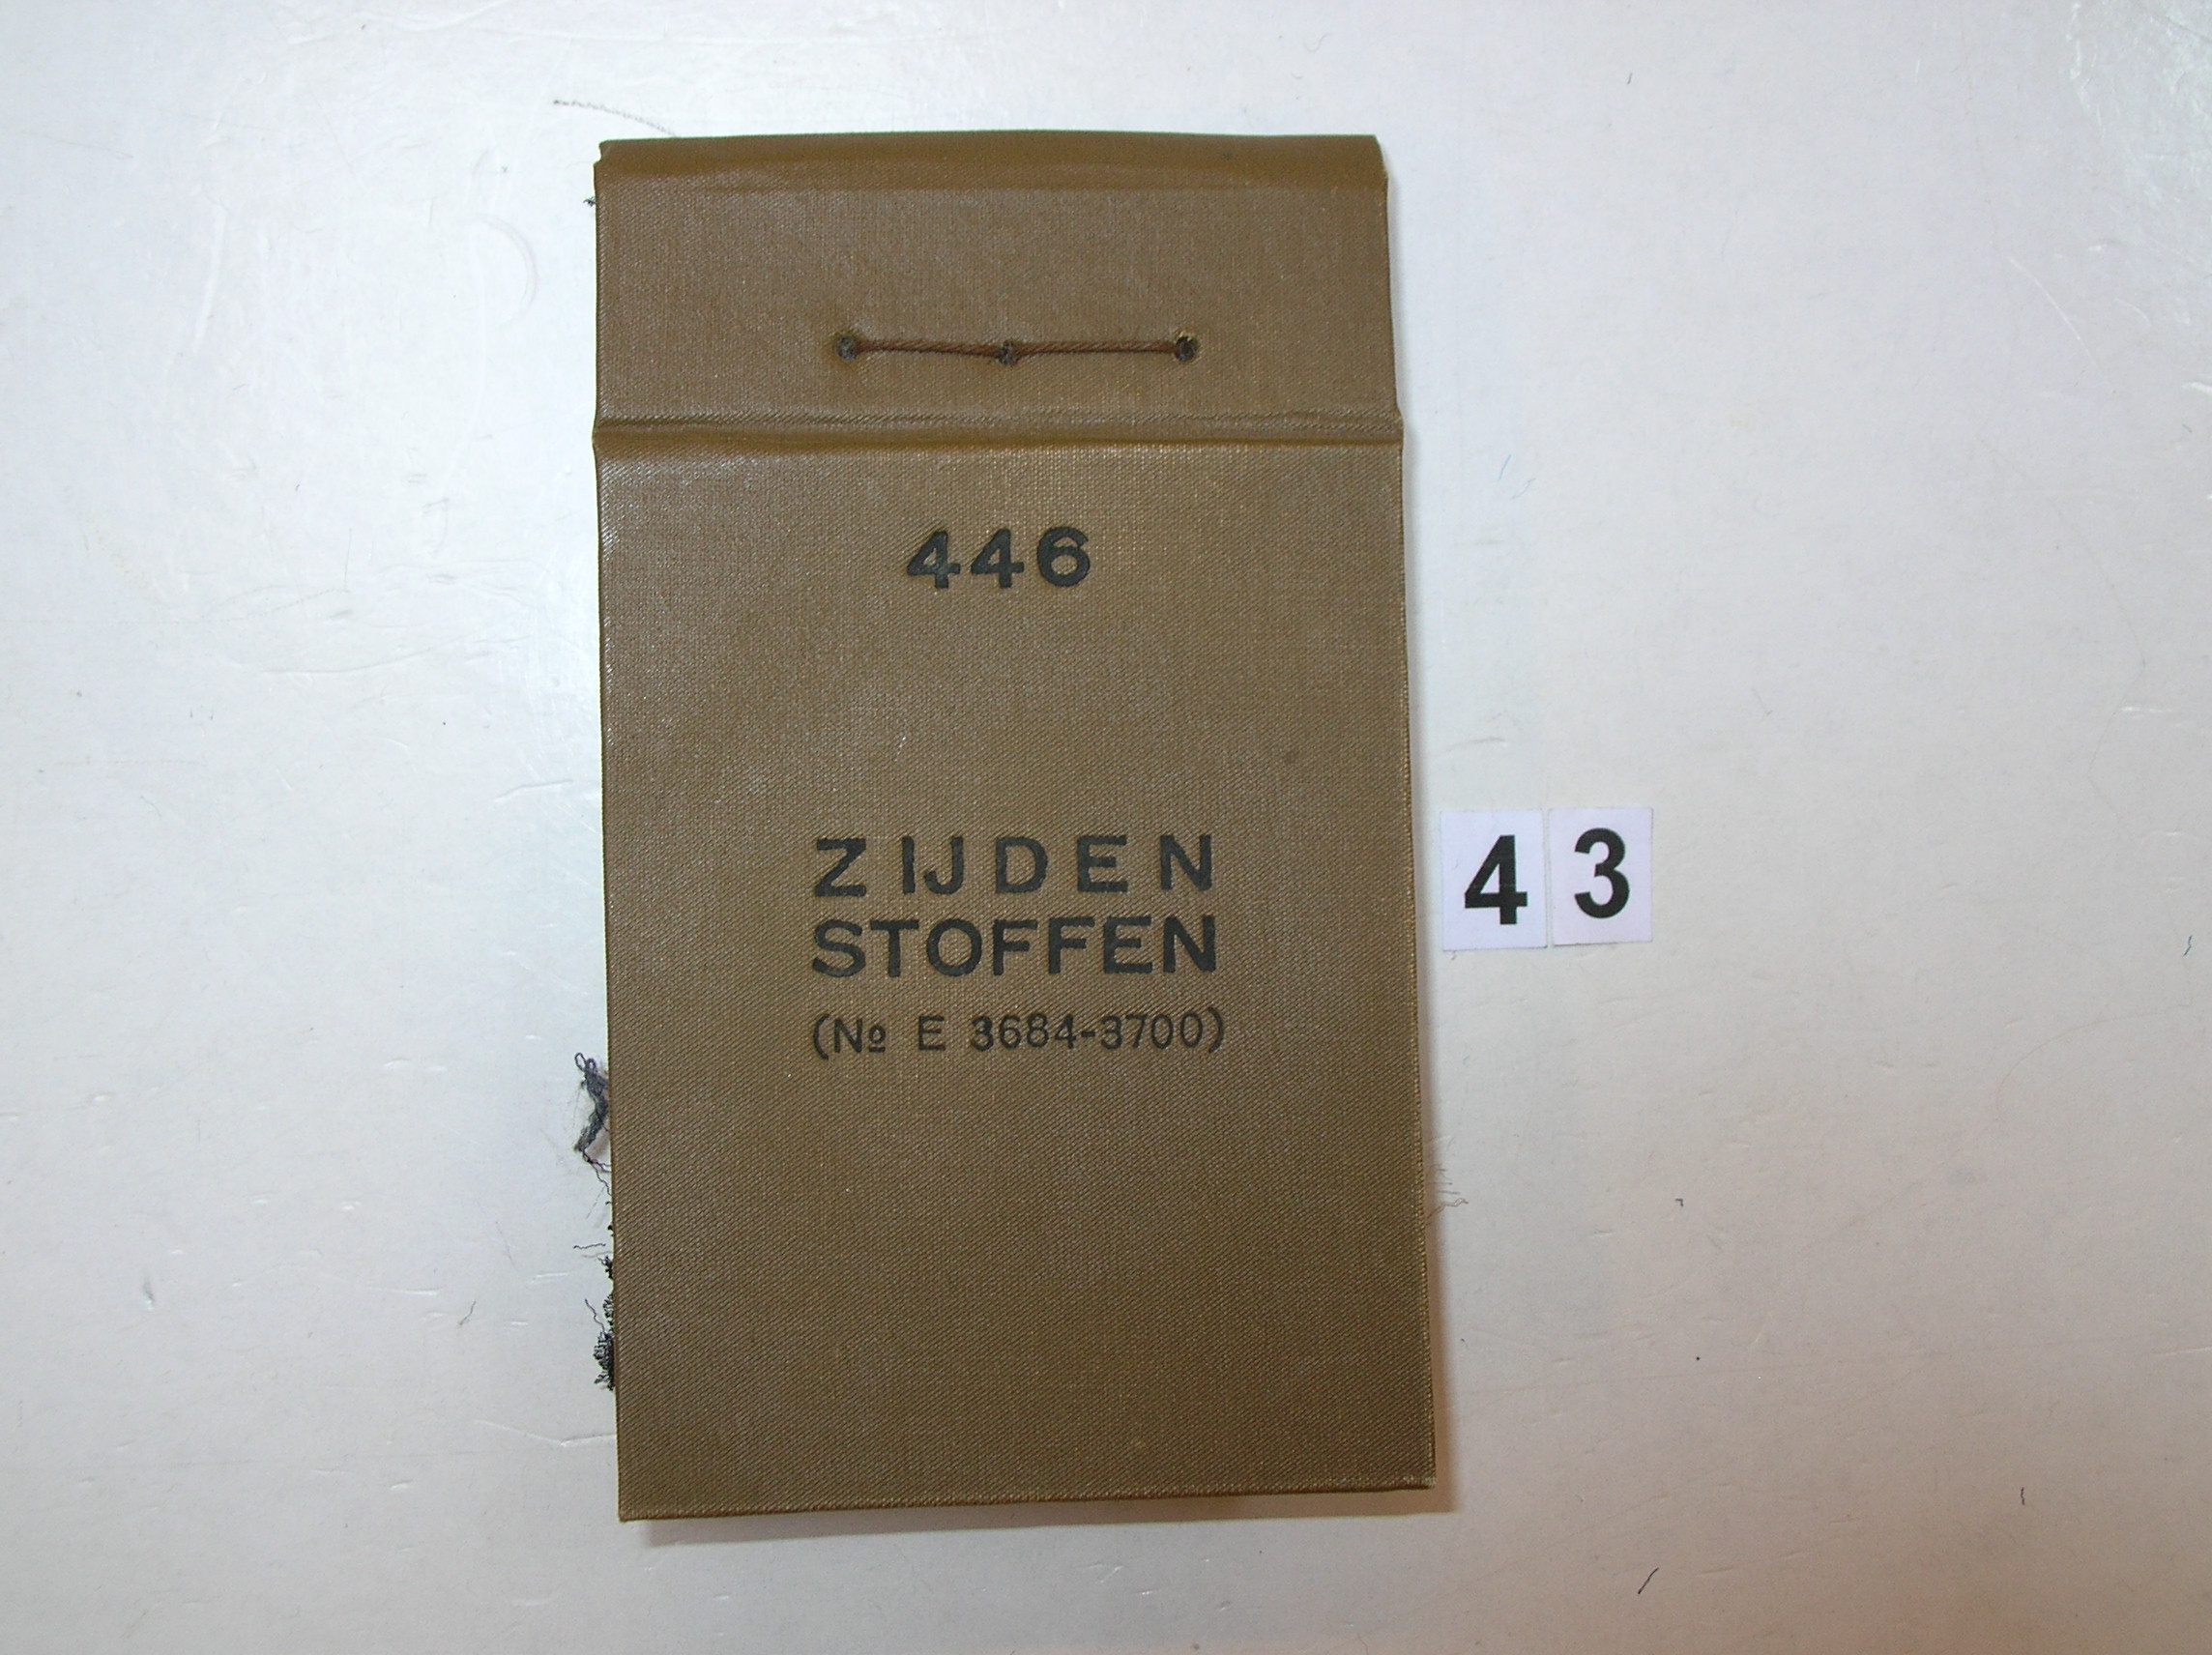 446
ZIJDEN
STOFFEN
(№ E 3684-3700)
43